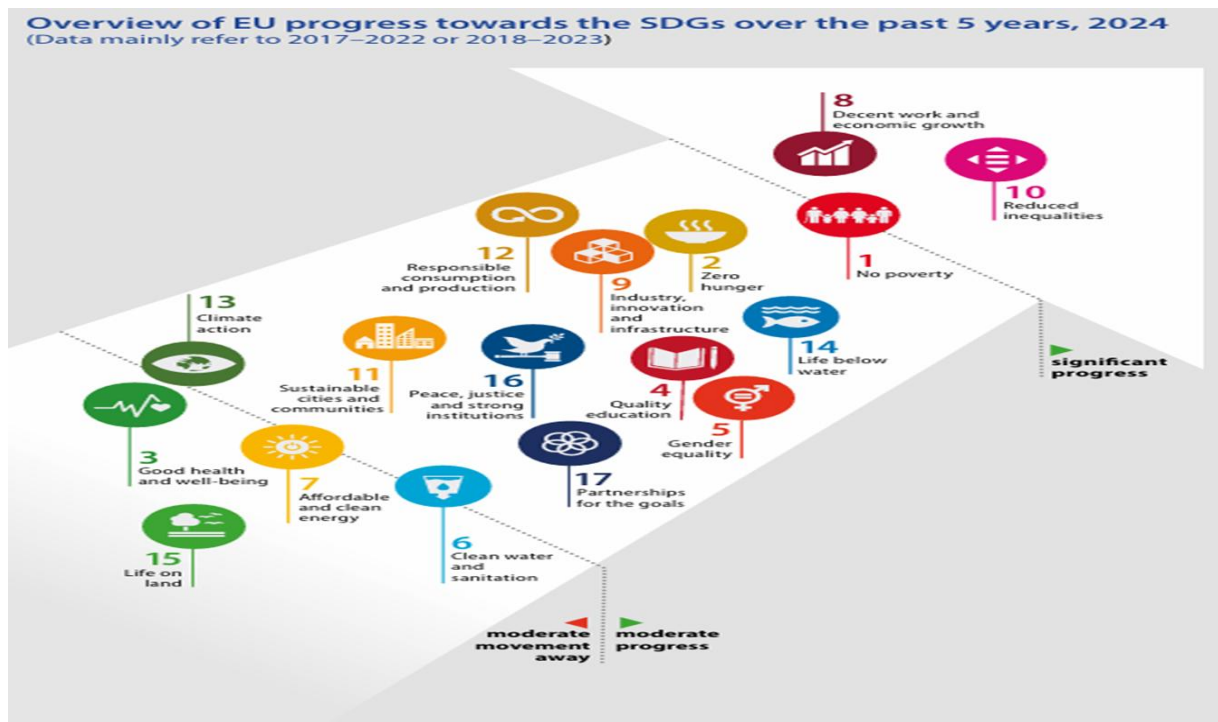 Overview of EU progress towards the SDGs over the past 5 years, 2024
(Data mainly refer to 2017–2022 or 2018–2023)
8
Decent work and
economic growth
10
Reduced
inequalities
1
No poverty
2
Zero
hunger
12
Responsible
consumption
and production
9
Industry,
innovation
and
infrastructure
13
Climate
action
14
Life below
water
significant
progress
11
Sustainable
cities and
communities
16
Peace, justice
and strong
institutions
4
Quality
education
5
Gender
equality
3
Good health
and well-being
7
Affordable
and clean
energy
17
Partnerships
for the goals
6
Clean water
and
sanitation
15
Life on
land
moderate
movement
away
moderate
progress